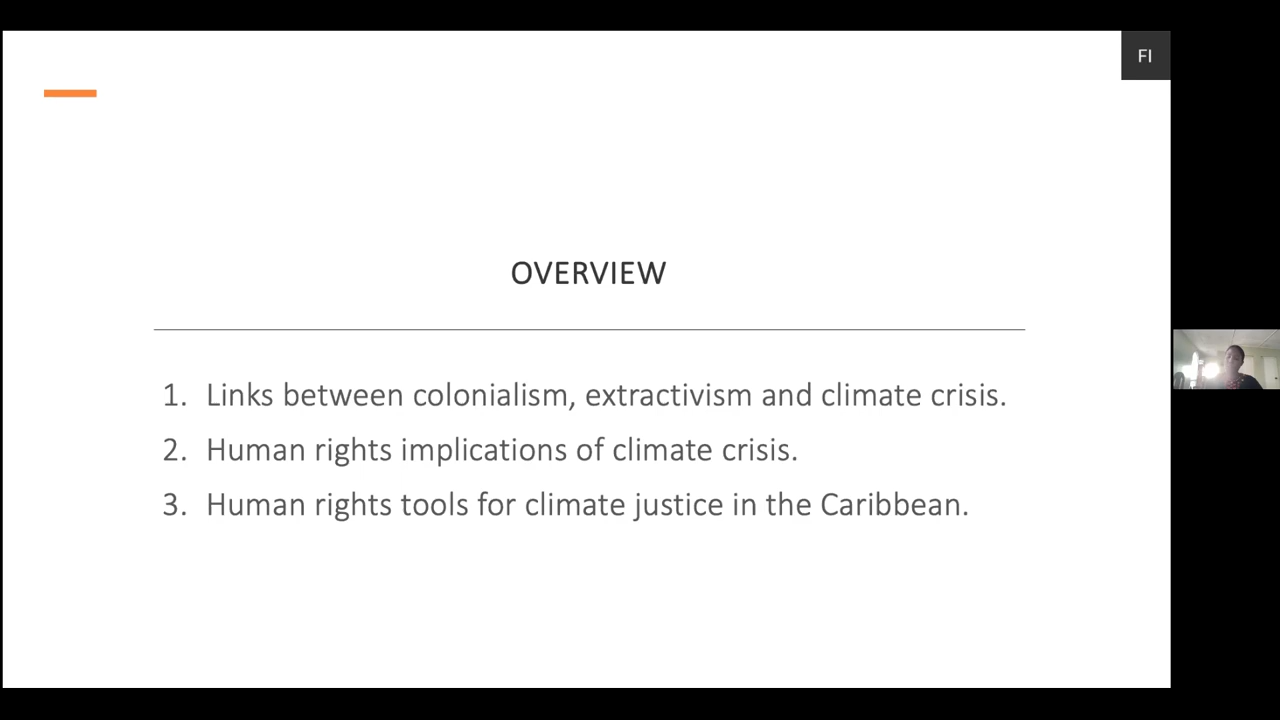 FI
OVERVIEW
1. Links between colonialism, extractivism and climate crisis.
2. Human rights implications of climate crisis.
3. Human rights tools for climate justice in the Caribbean.